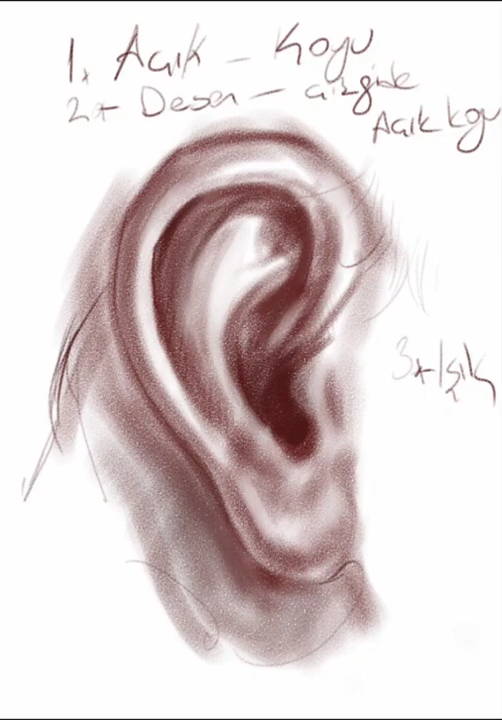 1. Açık - Koyu
2 Desen - çizgide
Açık koyu
3 Işık